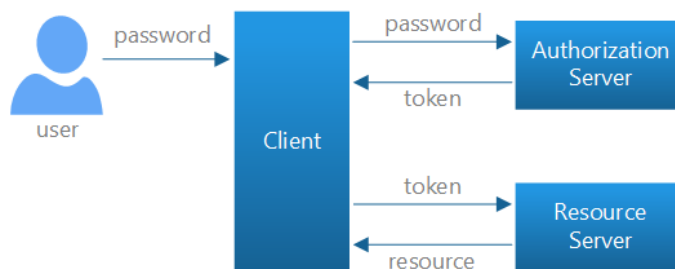 password
password
Authorization
Server
token
user
Client
token
Resource
Server
resource